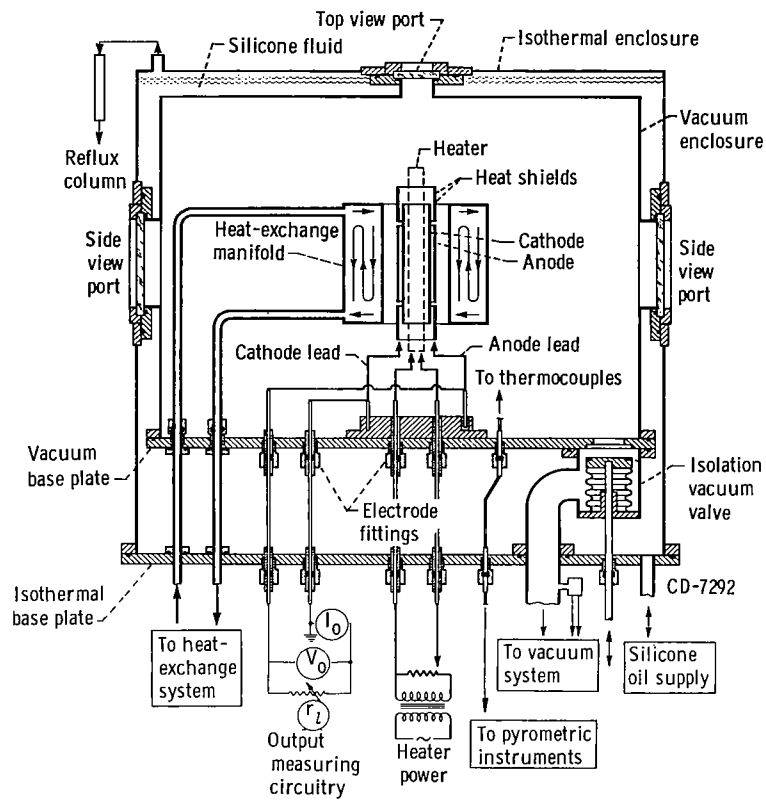 Top view port
Silicone fluid
Isothermal enclosure
Vacuum
enclosure
Reflux
column
Heater
Heat shields
Heat-exchange
manifold
Cathode
Anode
Side
view
port
Side
view
port
Cathode lead
Anode lead
To thermocouples
Vacuum
base plate
Electrode
fittings
Isolation
vacuum
valve
Isothermal
base plate
CD-7292
I0
V0
rl
To heat-
exchange
system
To vacuum
system
Silicone
oil supply
Output
measuring
circuitry
Heater
power
To pyrometric
instruments